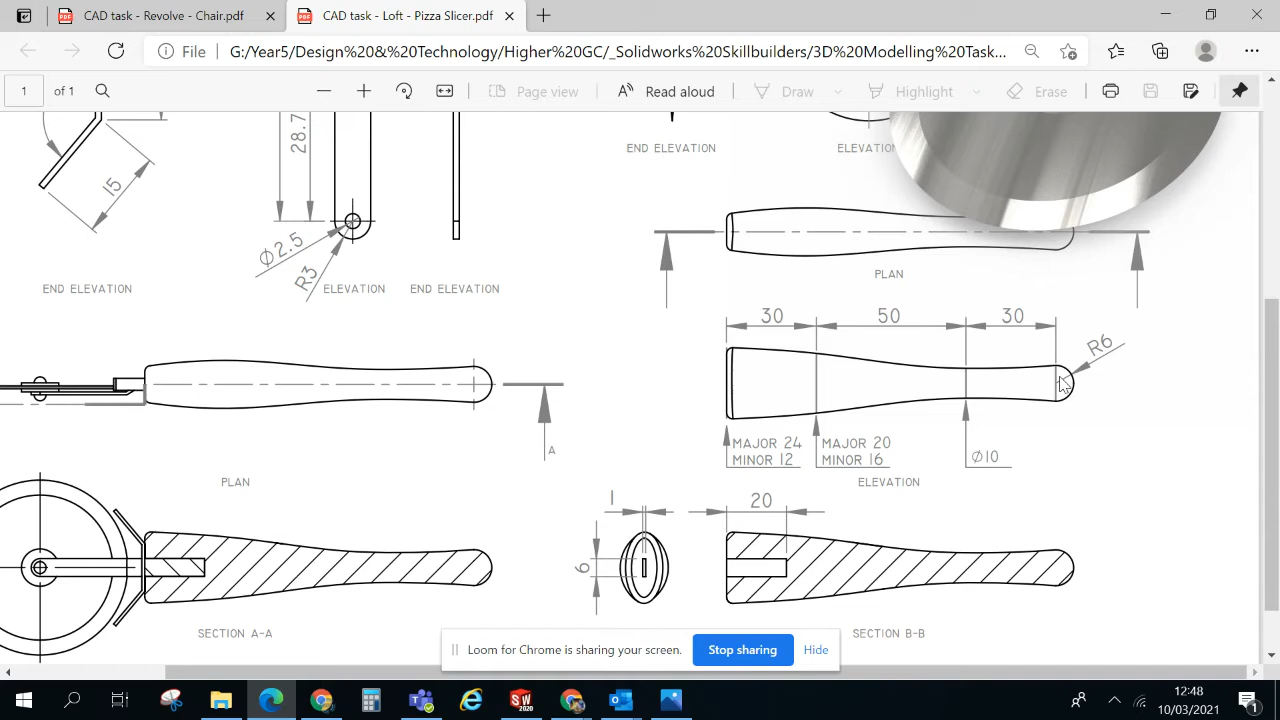 CAD task - Revolve - Chair.pdf
CAD task - Loft - Pizza Slicer.pdf
File G:/Year5/Design%20&%20Technology/Higher%20GC/_Solidworks%20Skillbuilders/3D%20Modelling%20Task...
1 of 1
Page view
Read aloud
Draw
Highlight
Erase
28.7
15
Ø2.5
R3
END ELEVATION
ELEVATION
END ELEVATION
END ELEVATION
PLAN
30
50
30
R6
MAJOR 24
MINOR 12
MAJOR 20
MINOR 16
Ø10
ELEVATION
A
PLAN
1
20
6
SECTION A-A
SECTION B-B
Loom for Chrome is sharing your screen.
Stop sharing
Hide
SW
2020
12:48
10/03/2021
1